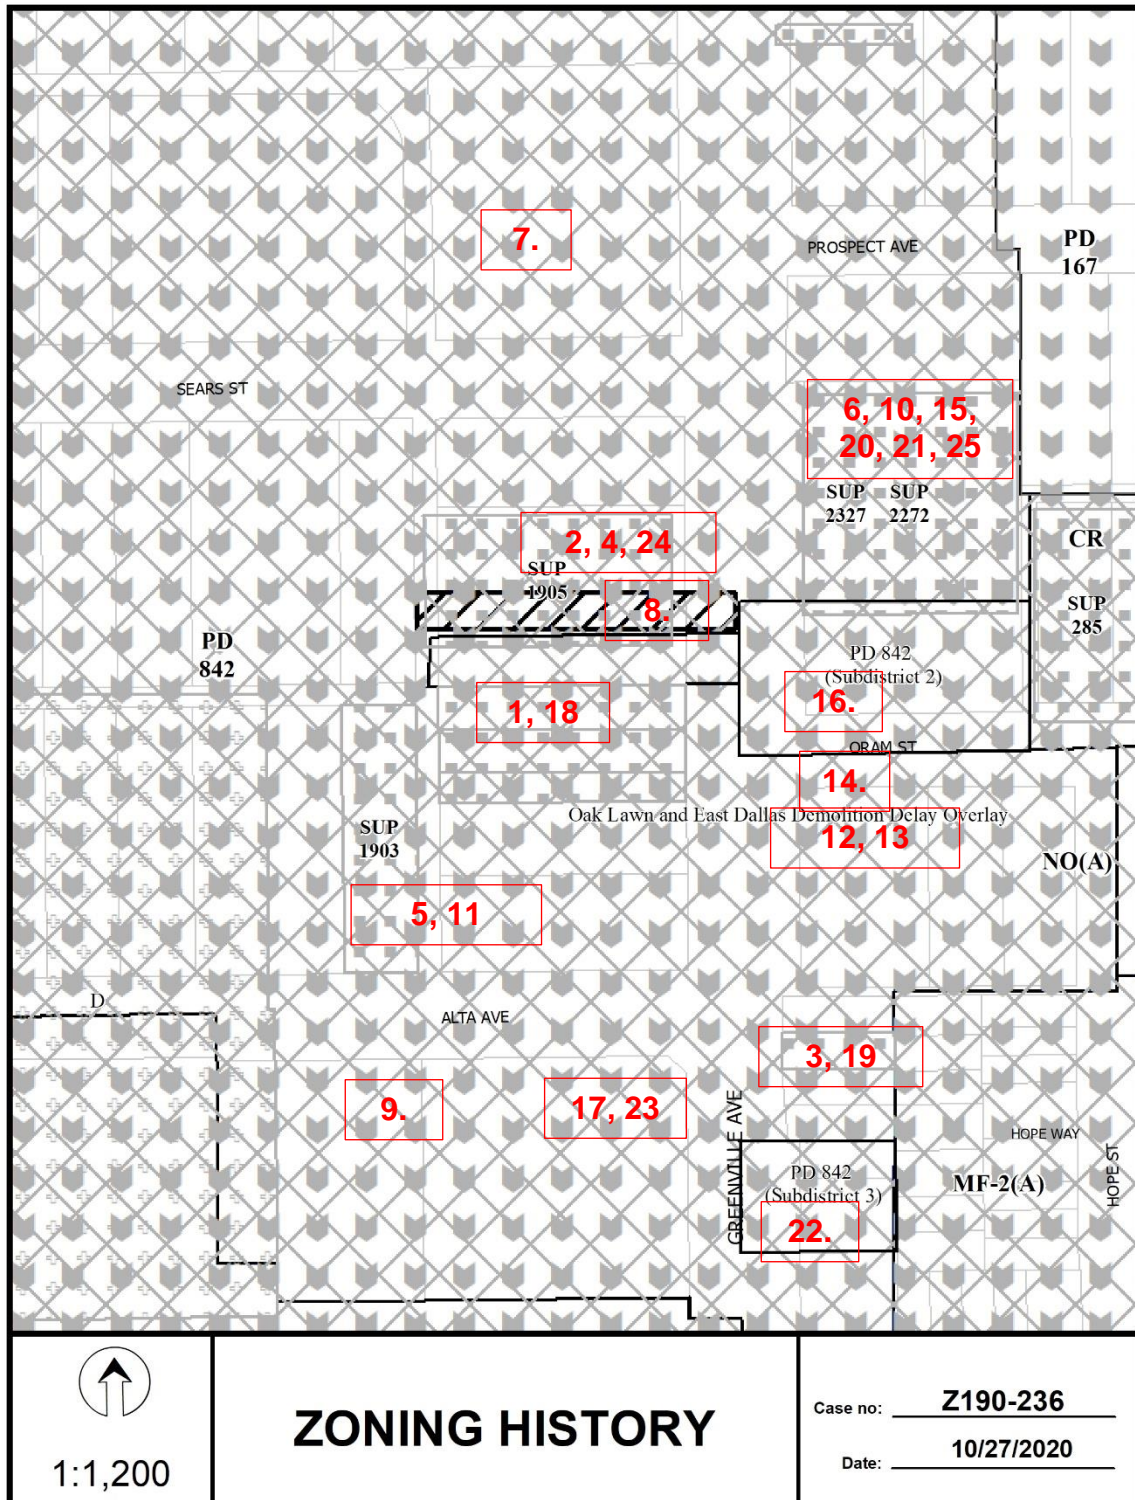 7.
PROSPECT AVE
PD
167
SEARS ST
6, 10, 15,
20, 21, 25
SUP
2327
SUP
2272
2, 4, 24
SUP
1905
8.
CR
SUP
285
PD
842
PD 842
(Subdistrict 2)
16.
1, 18
ORAM ST
14.
Oak Lawn and East Dallas Demolition Delay Overlay
12, 13
SUP
1903
NO(A)
5, 11
D
ALTA AVE
3, 19
9.
17, 23
GREENVILLE AVE
HOPE WAY
HOPE ST
PD 842
(Subdistrict 3)
MF-2(A)
22.
1:1,200
ZONING HISTORY
Case no: Z190-236
Date: 10/27/2020